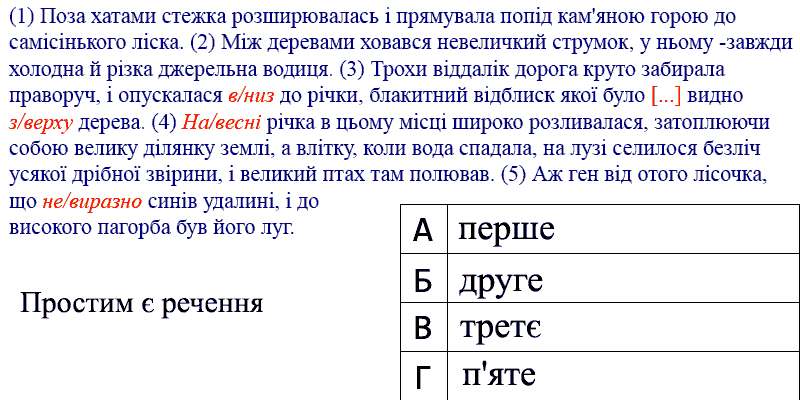 (1) Поза хатами стежка розширювалась і прямувала попід кам'яною горою до
самісінького ліска. (2) Між деревами ховався невеличкий струмок, у ньому -завжди
холодна й різка джерельна водиця. (3) Трохи віддалік дорога круто забирала
праворуч, і опускалася в/низ до річки, блакитний відблиск якої було [...] видно
з/верху дерева. (4) На/весні річка в цьому місці широко розливалася, затоплюючи
собою велику ділянку землі, а влітку, коли вода спадала, на лузі селилося безліч
усякої дрібної звірини, і великий птах там полював. (5) Аж ген від отого лісочка,
що не/виразно синів удалині, і до
високого пагорба був його луг.
Простим є речення
А перше
Б друге
В третє
Г п'яте